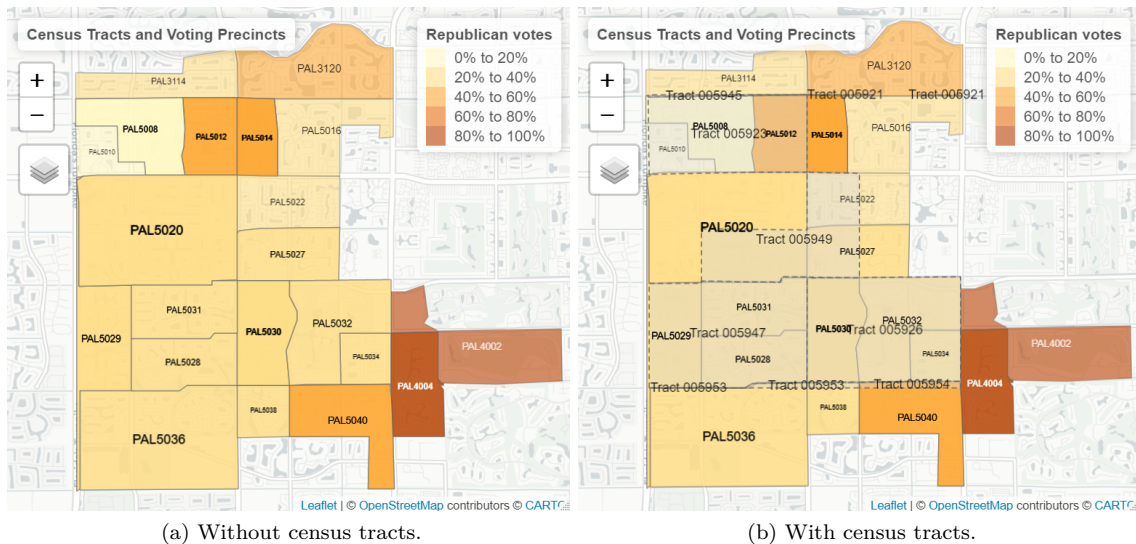 Census Tracts and Voting Precincts
Republican votes
0% to 20%
20% to 40%
40% to 60%
60% to 80%
80% to 100%
+
−
PAL3120
PAL3114
PAL5008
PAL5012
PAL5014
PAL5016
PAL5010
PAL5022
PAL5020
PAL5027
PAL5031
PAL5030
PAL5032
PAL5029
PAL5028
PAL5034
PAL4002
PAL4004
PAL5038
PAL5040
PAL5036
Leaflet | © OpenStreetMap contributors © CARTO
(a) Without census tracts.
Census Tracts and Voting Precincts
Republican votes
0% to 20%
20% to 40%
40% to 60%
60% to 80%
80% to 100%
+
−
PAL3120
PAL3114
Tract 005945
Tract 005921
Tract 005921
PAL5008
Tract 005923
PAL5012
PAL5014
PAL5016
PAL5010
PAL5022
PAL5020
Tract 005949
PAL5027
PAL5031
PAL5032
PAL5029
Tract 005947
PAL5030
Tract 005926
PAL5028
PAL5034
PAL4002
Tract 005953
Tract 005953
Tract 005954
PAL4004
PAL5038
PAL5040
PAL5036
Leaflet | © OpenStreetMap contributors © CARTO
(b) With census tracts.